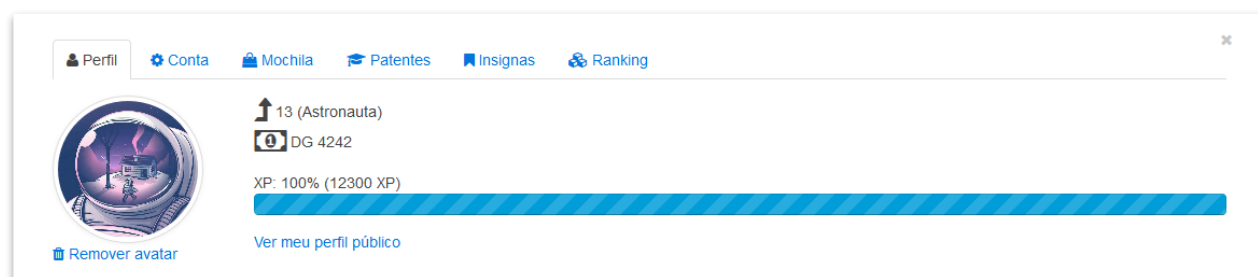 Perfil Conta Mochila Patentes Insignas Ranking
13 (Astronauta)
1 DG 4242
XP: 100% (12300 XP)
Ver meu perfil público
Remover avatar